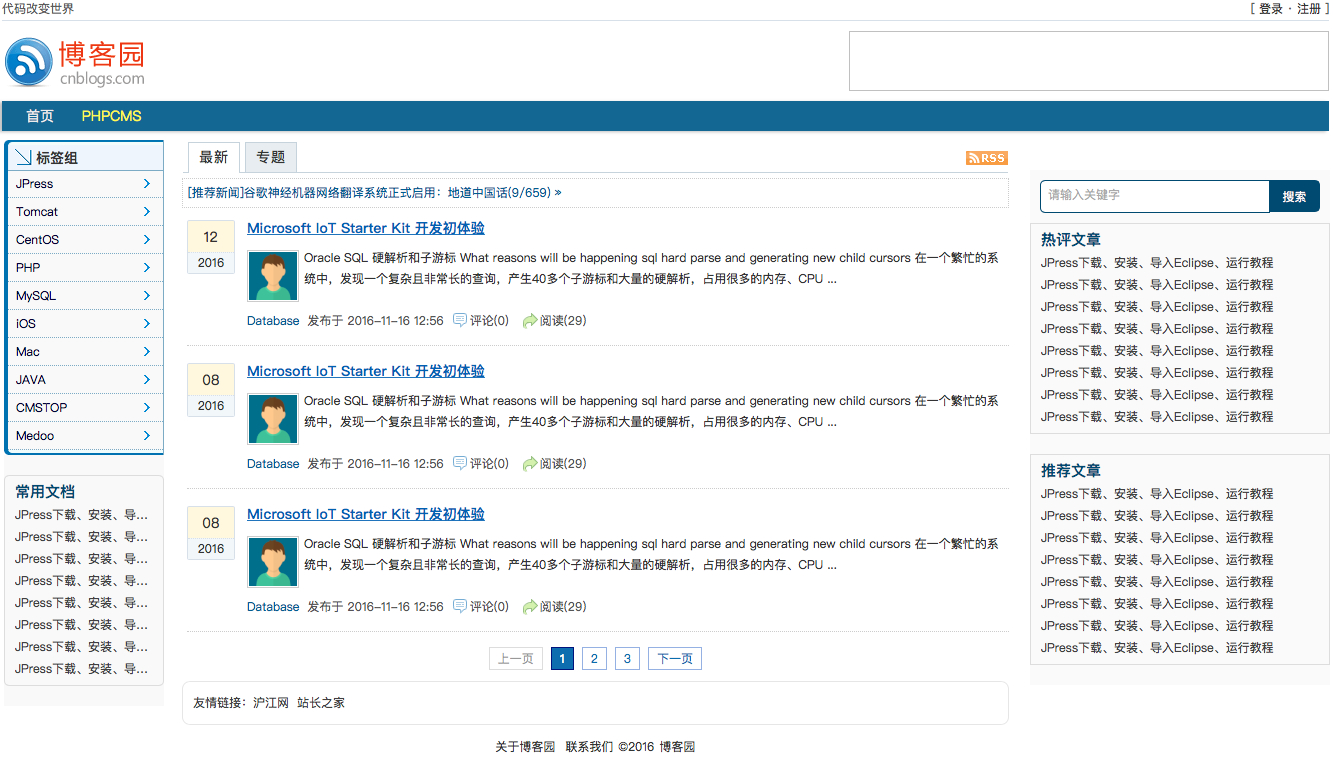 代码改变世界
[ 登录 · 注册 ]
博客园
cnblogs.com
首页 PHPCMS
标签组
JPress
Tomcat
CentOS
PHP
MySQL
iOS
Mac
JAVA
CMSTOP
Medoo
常用文档
JPress下载、安装、导...
JPress下载、安装、导...
JPress下载、安装、导...
JPress下载、安装、导...
JPress下载、安装、导...
JPress下载、安装、导...
JPress下载、安装、导...
JPress下载、安装、导...
最新 专题
RSS
[推荐新闻]谷歌神经机器网络翻译系统正式启用：地道中国话(9/659) »
12
2016
Microsoft IoT Starter Kit 开发初体验
Oracle SQL 硬解析和子游标 What reasons will be happening sql hard parse and generating new child cursors 在一个繁忙的系
统中，发现一个复杂且非常长的查询，产生40多个子游标和大量的硬解析，占用很多的内存、CPU ...
Database 发布于 2016-11-16 12:56 评论(0) 阅读(29)
08
2016
Microsoft IoT Starter Kit 开发初体验
Oracle SQL 硬解析和子游标 What reasons will be happening sql hard parse and generating new child cursors 在一个繁忙的系
统中，发现一个复杂且非常长的查询，产生40多个子游标和大量的硬解析，占用很多的内存、CPU ...
Database 发布于 2016-11-16 12:56 评论(0) 阅读(29)
08
2016
Microsoft IoT Starter Kit 开发初体验
Oracle SQL 硬解析和子游标 What reasons will be happening sql hard parse and generating new child cursors 在一个繁忙的系
统中，发现一个复杂且非常长的查询，产生40多个子游标和大量的硬解析，占用很多的内存、CPU ...
Database 发布于 2016-11-16 12:56 评论(0) 阅读(29)
上一页 1 2 3 下一页
友情链接：沪江网 站长之家
请输入关键字 搜索
热评文章
JPress下载、安装、导入Eclipse、运行教程
JPress下载、安装、导入Eclipse、运行教程
JPress下载、安装、导入Eclipse、运行教程
JPress下载、安装、导入Eclipse、运行教程
JPress下载、安装、导入Eclipse、运行教程
JPress下载、安装、导入Eclipse、运行教程
JPress下载、安装、导入Eclipse、运行教程
JPress下载、安装、导入Eclipse、运行教程
推荐文章
JPress下载、安装、导入Eclipse、运行教程
JPress下载、安装、导入Eclipse、运行教程
JPress下载、安装、导入Eclipse、运行教程
JPress下载、安装、导入Eclipse、运行教程
JPress下载、安装、导入Eclipse、运行教程
JPress下载、安装、导入Eclipse、运行教程
JPress下载、安装、导入Eclipse、运行教程
JPress下载、安装、导入Eclipse、运行教程
关于博客园 联系我们 ©2016 博客园